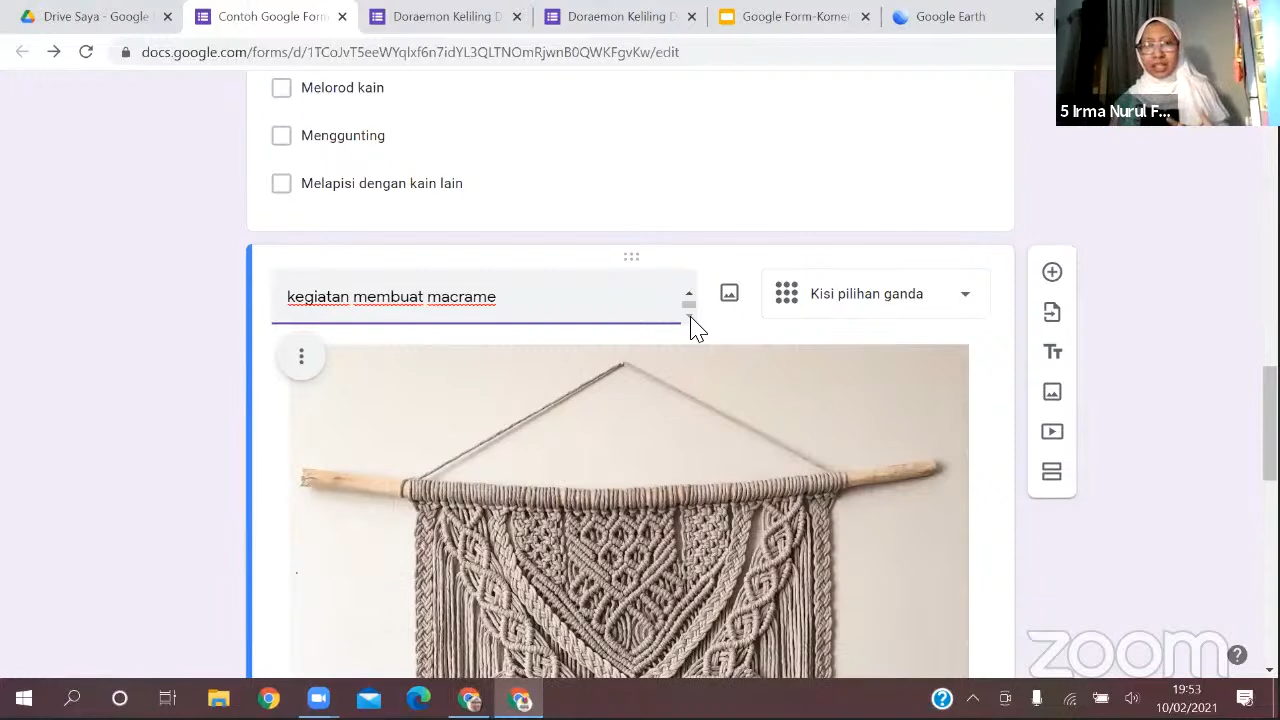 Drive Saya - Google
Contoh Google Form
Doraemon Keliling D
Doraemon Keliling D
Google Form-Komer
Google Earth
docs.google.com/forms/d/1TCoJvT5eeWYqIxf6n7idYL3QLTNOmRjwnB0QWKFgvKw/edit
5 Irma Nurul F...
Melorod kain
Menggunting
Melapisi dengan kain lain
kegiatan membuat macrame
Kisi pilihan ganda
zoom
19:53
10/02/2021